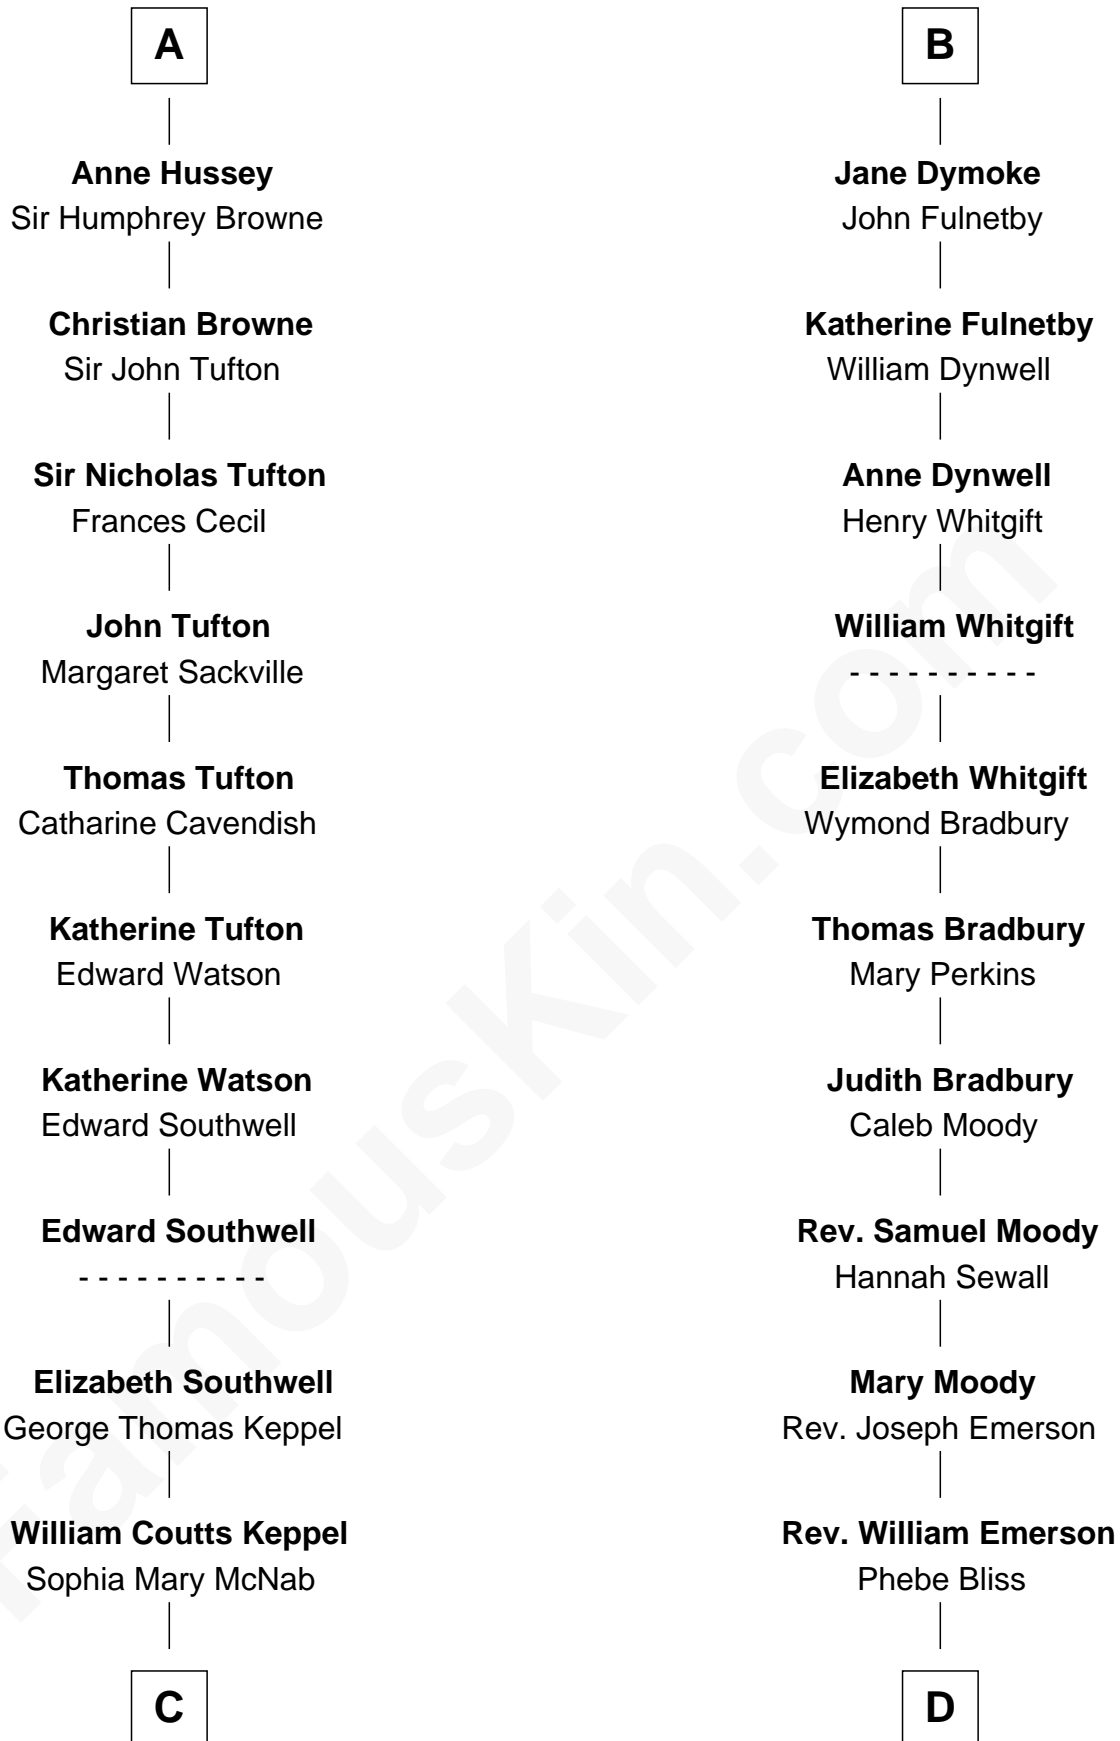 A
Anne Hussey
Sir Humphrey Browne
Christian Browne
Sir John Tufton
Sir Nicholas Tufton
Frances Cecil
John Tufton
Margaret Sackville
Thomas Tufton
Catharine Cavendish
Katherine Tufton
Edward Watson
Katherine Watson
Edward Southwell
Edward Southwell
- - - - - - - - - -
Elizabeth Southwell
George Thomas Keppel
William Coutts Keppel
Sophia Mary McNab
C
B
Jane Dymoke
John Fulnetby
Katherine Fulnetby
William Dynwell
Anne Dynwell
Henry Whitgift
William Whitgift
- - - - - - - - - -
Elizabeth Whitgift
Wymond Bradbury
Thomas Bradbury
Mary Perkins
Judith Bradbury
Caleb Moody
Rev. Samuel Moody
Hannah Sewall
Mary Moody
Rev. Joseph Emerson
Rev. William Emerson
Phebe Bliss
D
FamousKin.com